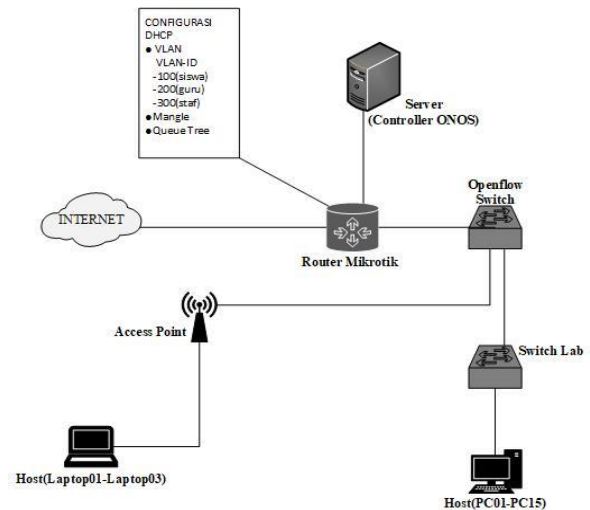 CONFIGURASI
DHCP
● VLAN
VLAN-ID
-100(siswa)
-200(guru)
-300(staf)
●Mangle
●Queue Tree
Server
(Controller ONOS)
Openflow
Switch
INTERNET
Router Mikrotik
Access Point
Switch Lab
Host(Laptop01-Laptop03)
Host(PC01-PC15)